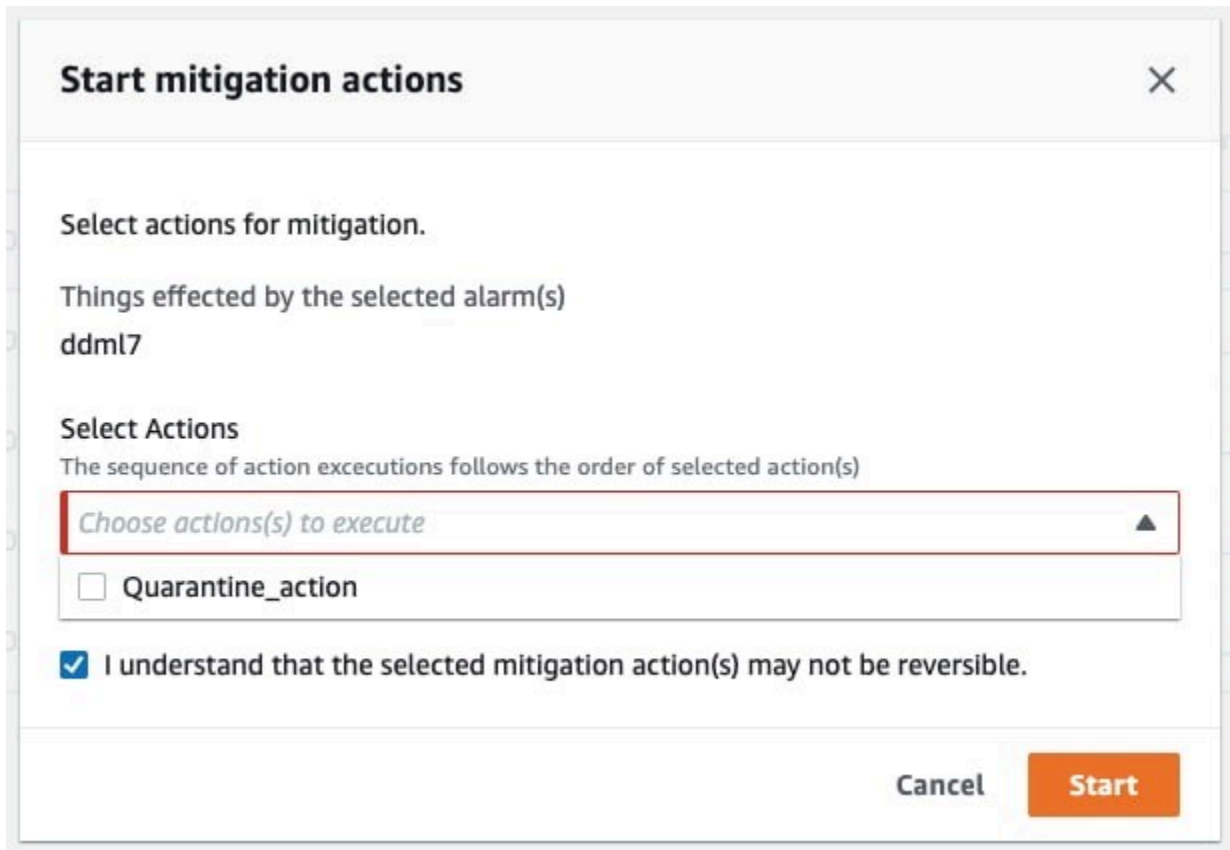 Start mitigation actions
Select actions for mitigation.
Things effected by the selected alarm(s)
ddml7
Select Actions
The sequence of action excecutions follows the order of selected action(s)
Choose actions(s) to execute
Quarantine_action
I understand that the selected mitigation action(s) may not be reversible.
Cancel Start